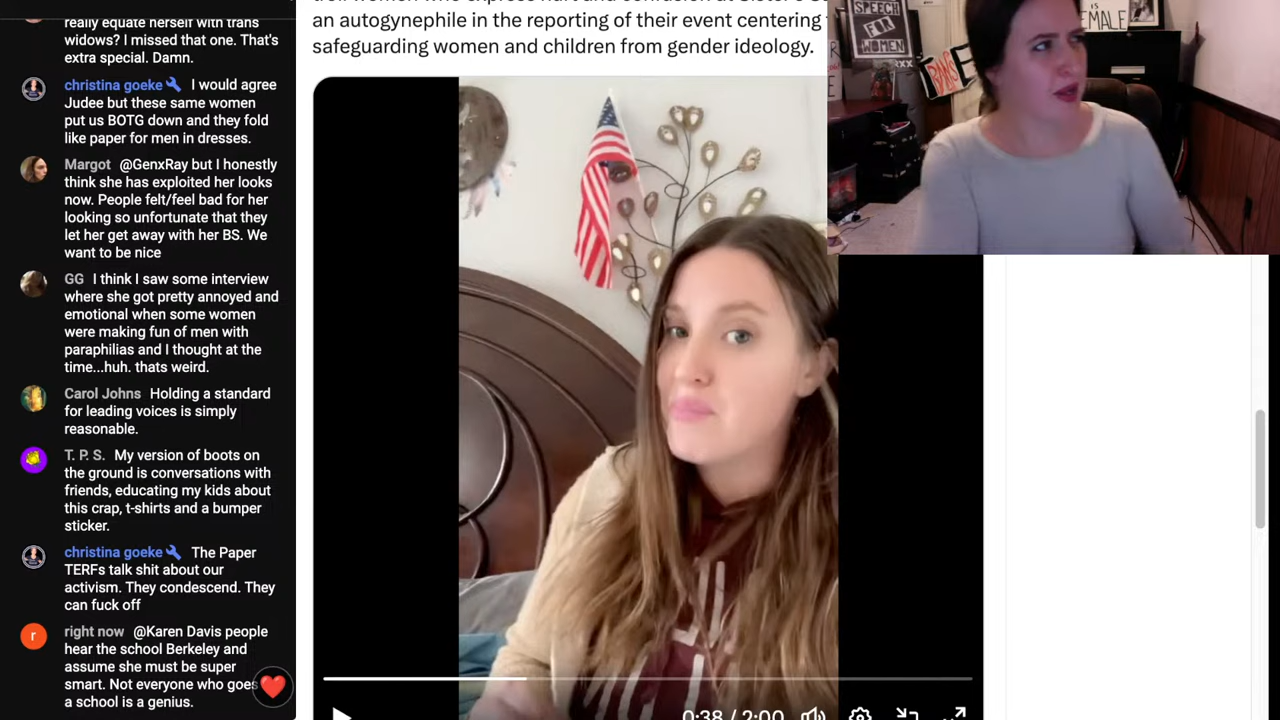 really equate herself with trans
widows? I missed that one. That's
extra special. Damn.
christina goeke I would agree
Judee but these same women
put us BOTG down and they fold
like paper for men in dresses.
Margot @GenxRay but I honestly
think she has exploited her looks
now. People felt/feel bad for her
looking so unfortunate that they
let her get away with her BS. We
want to be nice
GG I think I saw some interview
where she got pretty annoyed and
emotional when some women
were making fun of men with
paraphilias and I thought at the
time...huh. thats weird.
Carol Johns Holding a standard
for leading voices is simply
reasonable.
T. P. S. My version of boots on
the ground is conversations with
friends, educating my kids about
this crap, t-shirts and a bumper
sticker.
christina goeke The Paper
TERFs talk shit about our
activism. They condescend. They
can fuck off
right now @Karen Davis people
hear the school Berkeley and
assume she must be super
smart. Not everyone who goes
a school is a genius.
an autogynephile in the reporting of their event centering
safeguarding women and children from gender ideology.
0:38 / 2:00
SPEECH
FOR
WOMEN
XX
IS
FEMALE